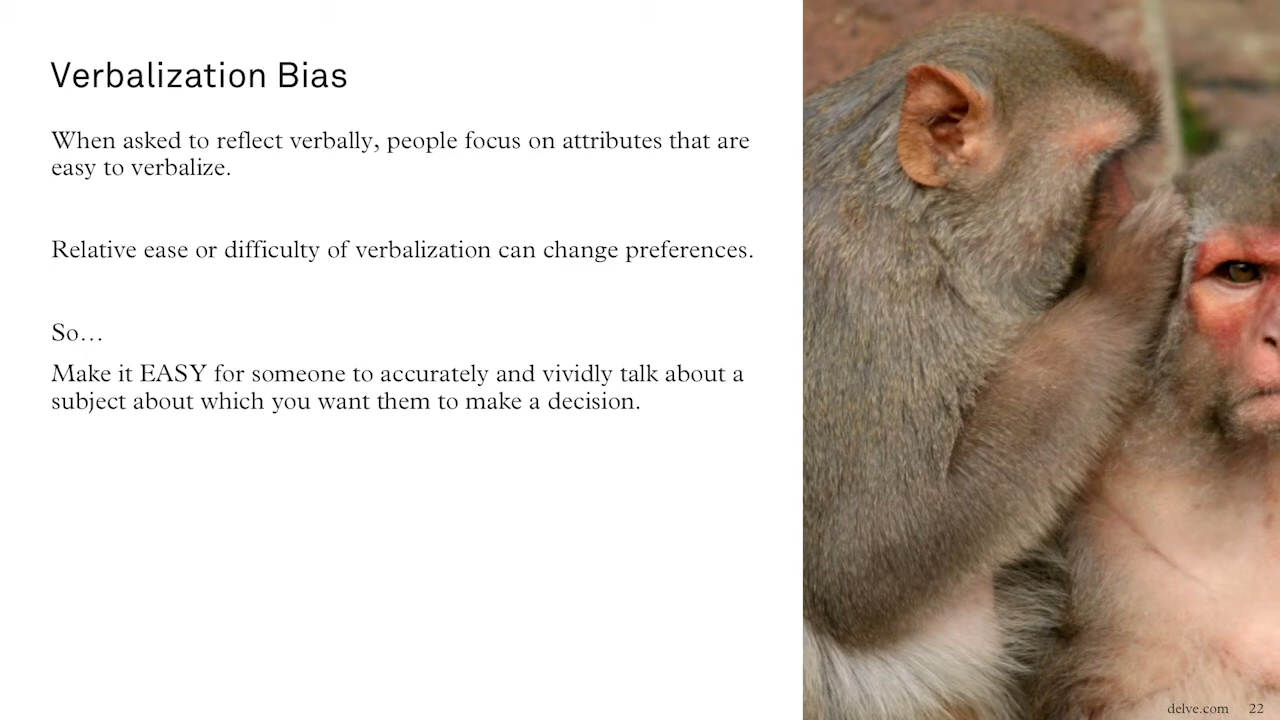 Verbalization Bias
When asked to reflect verbally, people focus on attributes that are
easy to verbalize.
Relative ease or difficulty of verbalization can change preferences.
So…
Make it EASY for someone to accurately and vividly talk about a
subject about which you want them to make a decision.
delve.com 22